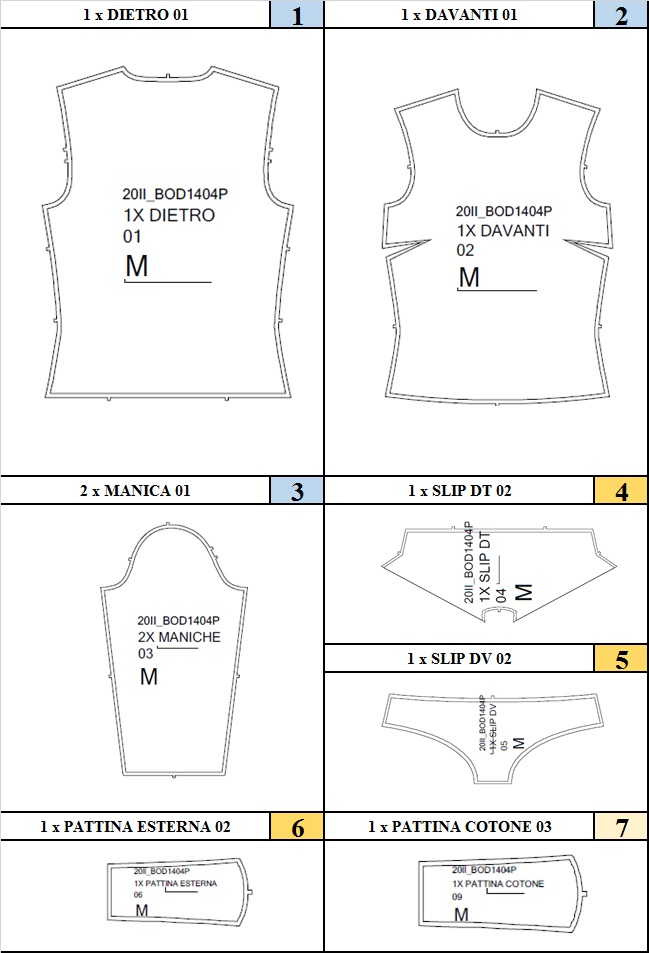 1 x DIETRO 01
1
1 x DAVANTI 01
2
20II_BOD1404P
1X DIETRO
01
M
20II_BOD1404P
1X DAVANTI
02
M
2 x MANICA 01
3
1 x SLIP DT 02
4
20II_BOD1404P
2X MANICHE
03
M
20II_BOD1404P
1X SLIP DT
04
M
1 x SLIP DV 02
5
20II_BOD1404P
1X SLIP DV
05
M
1 x PATTINA ESTERNA 02
6
1 x PATTINA COTONE 03
7
20II_BOD1404P
1X PATTINA ESTERNA
06
M
20II_BOD1404P
1X PATTINA COTONE
09
M